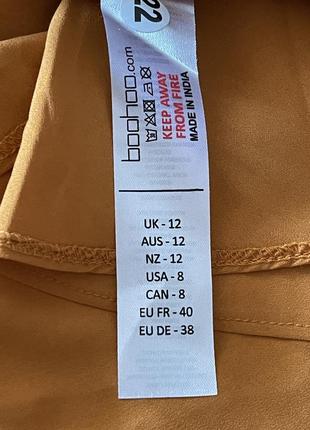 22
boohoo.com
KEEP AWAY
FROM FIRE
MADE IN INDIA
UK - 12
AUS - 12
NZ - 12
USA - 8
CAN - 8
EU FR - 40
EU DE - 38